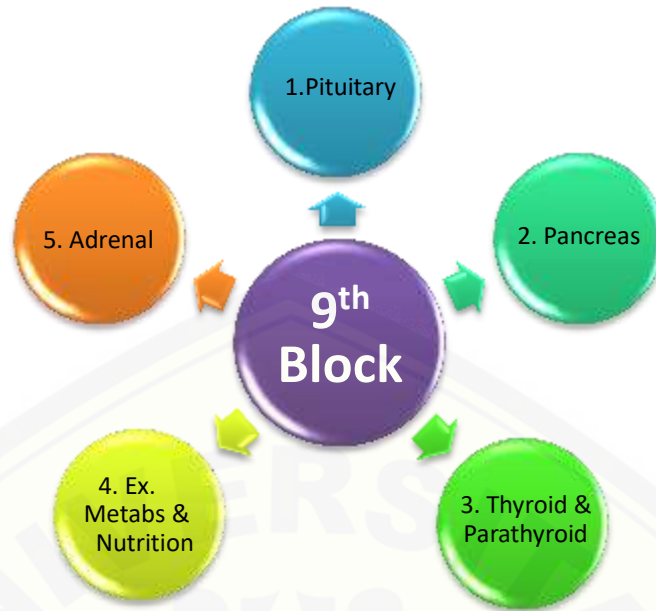 1.Pituitary
2. Pancreas
3. Thyroid &
Parathyroid
4. Ex.
Metabs &
Nutrition
5. Adrenal
9th
Block